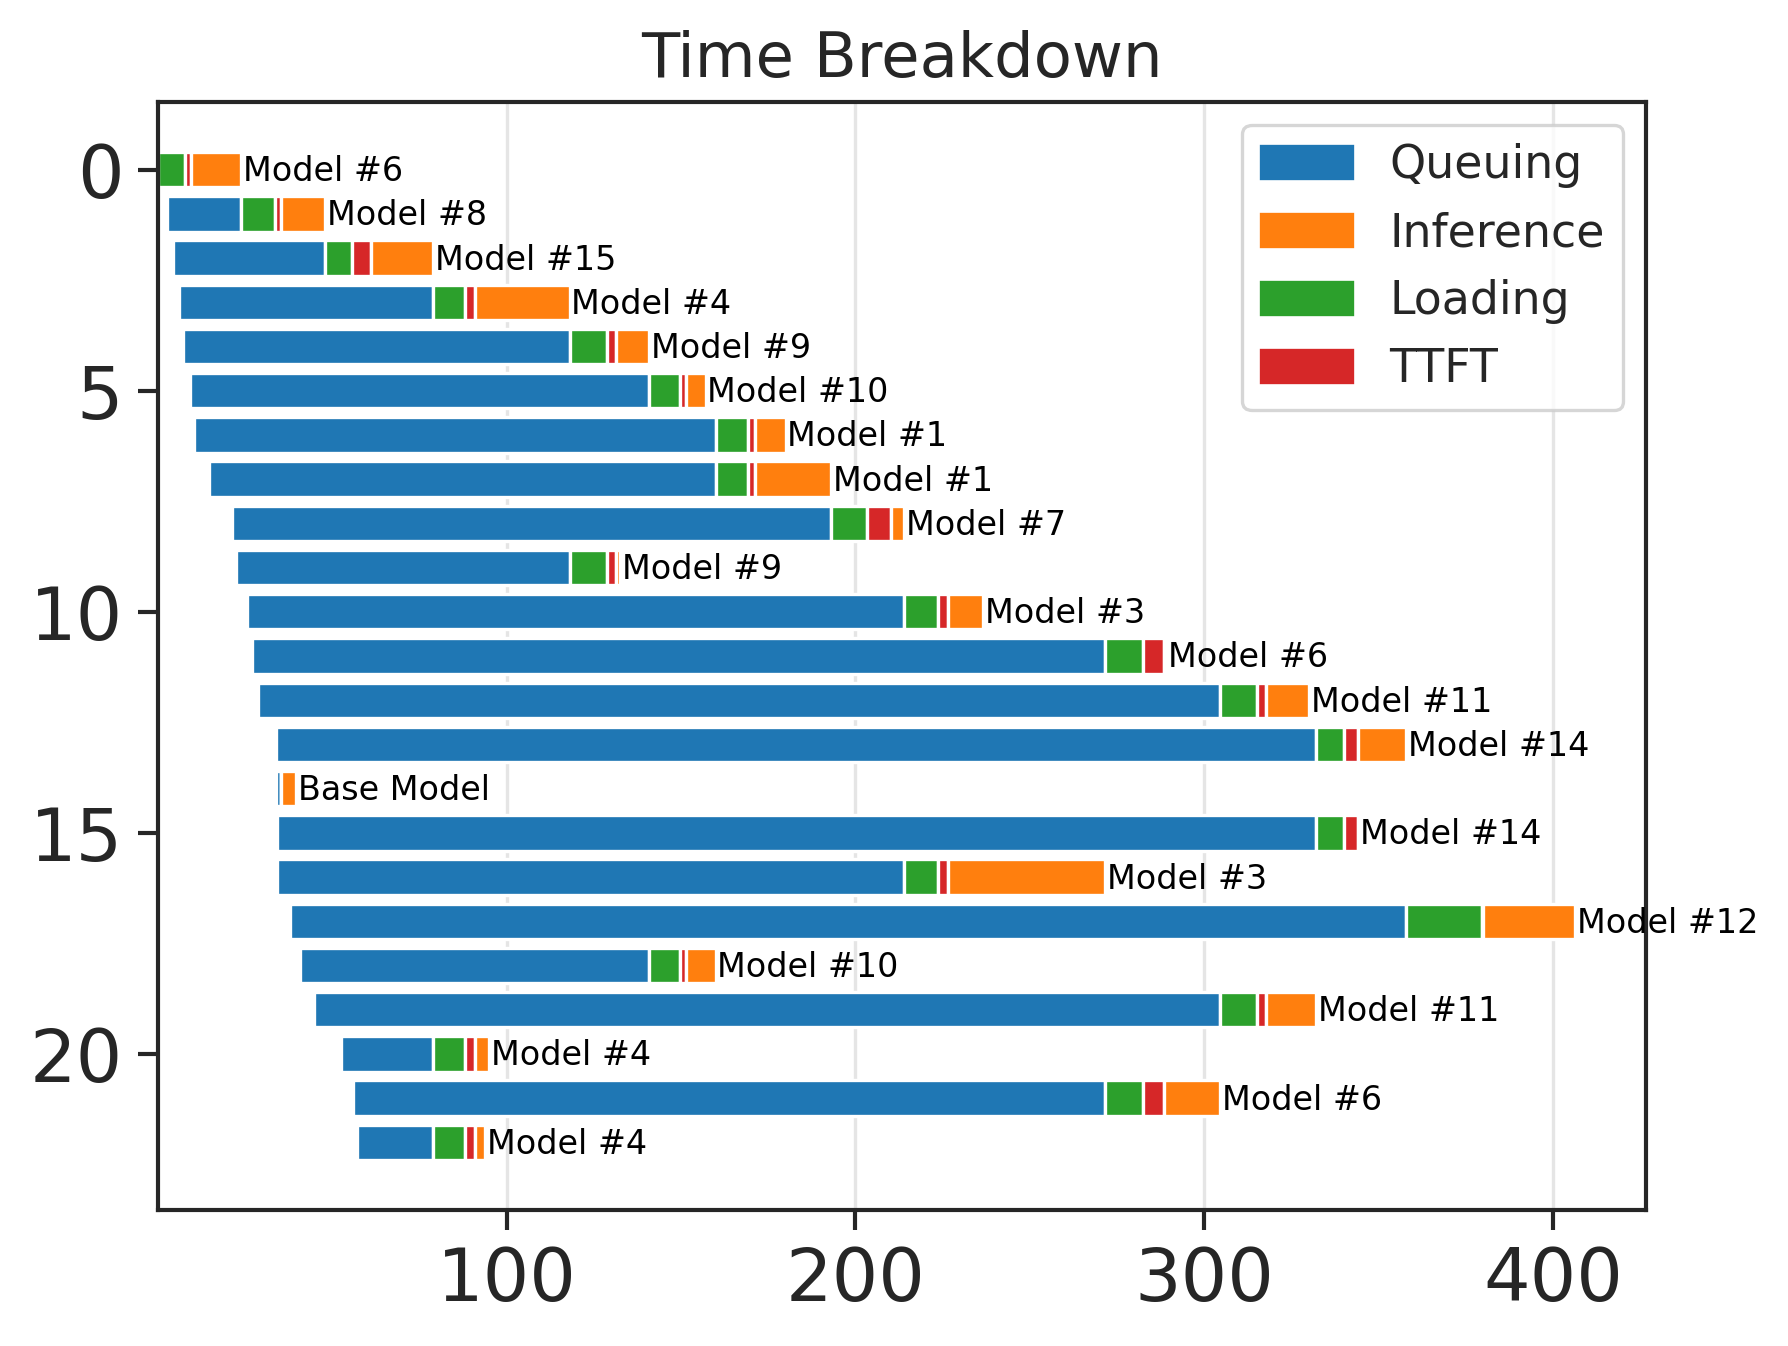 Time Breakdown
Queuing
Inference
Loading
TTFT
0
5
10
15
20
Model #6
Model #8
Model #15
Model #4
Model #9
Model #10
Model #1
Model #1
Model #7
Model #9
Model #3
Model #6
Model #11
Model #14
Base Model
Model #14
Model #3
Model #12
Model #10
Model #11
Model #4
Model #6
Model #4
100 200 300 400